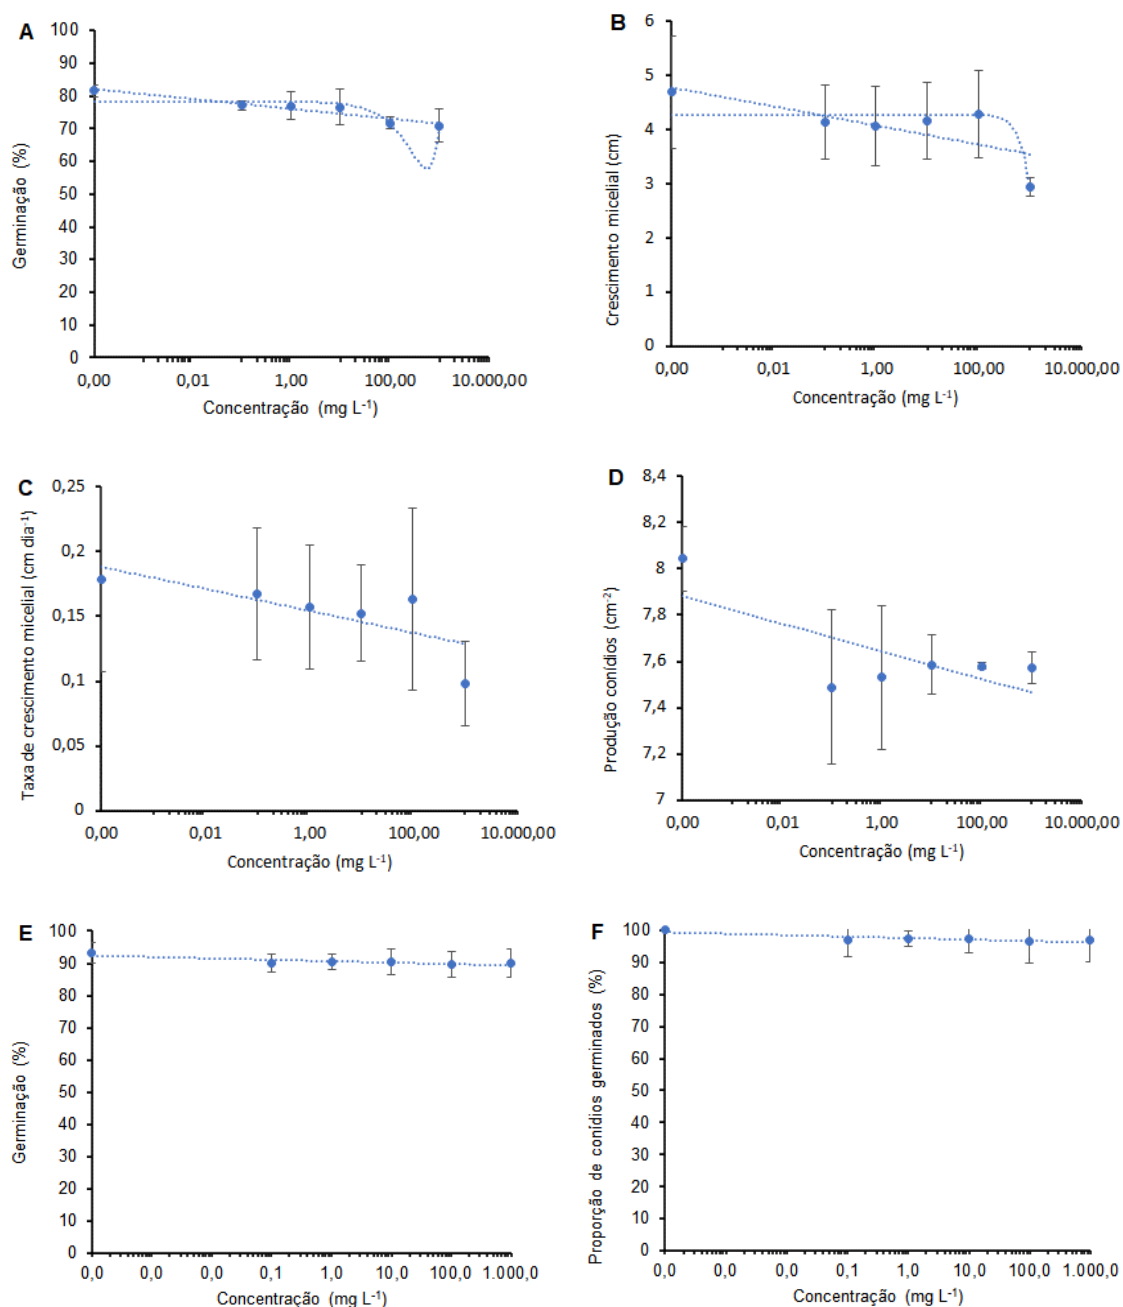 A
Germinação (%)
100
90
80
70
60
50
40
30
20
10
0
0,00 0,01 1,00 100,00 10.000,00
Concentração (mg L⁻¹)
B
Crescimento micelial (cm)
6
5
4
3
2
1
0
0,00 0,01 1,00 100,00 10.000,00
Concentração (mg L⁻¹)
C
Taxa de crescimento micelial (cm dia⁻¹)
0,25
0,2
0,15
0,1
0,05
0
0,00 0,01 1,00 100,00 10.000,00
Concentração (mg L⁻¹)
D
Produção conídios (cm⁻²)
8,4
8,2
8
7,8
7,6
7,4
7,2
7
0,00 0,01 1,00 100,00 10.000,00
Concentração (mg L⁻¹)
E
Germinação (%)
100
90
80
70
60
50
40
30
20
10
0
0,0 0,0 0,0 0,1 1,0 10,0 100,0 1.000,0
Concentração (mg L⁻¹)
F
Proporção de conídios germinados (%)
100
90
80
70
60
50
40
30
20
10
0
0,0 0,0 0,0 0,1 1,0 10,0 100,0 1.000,0
Concentração (mg L⁻¹)